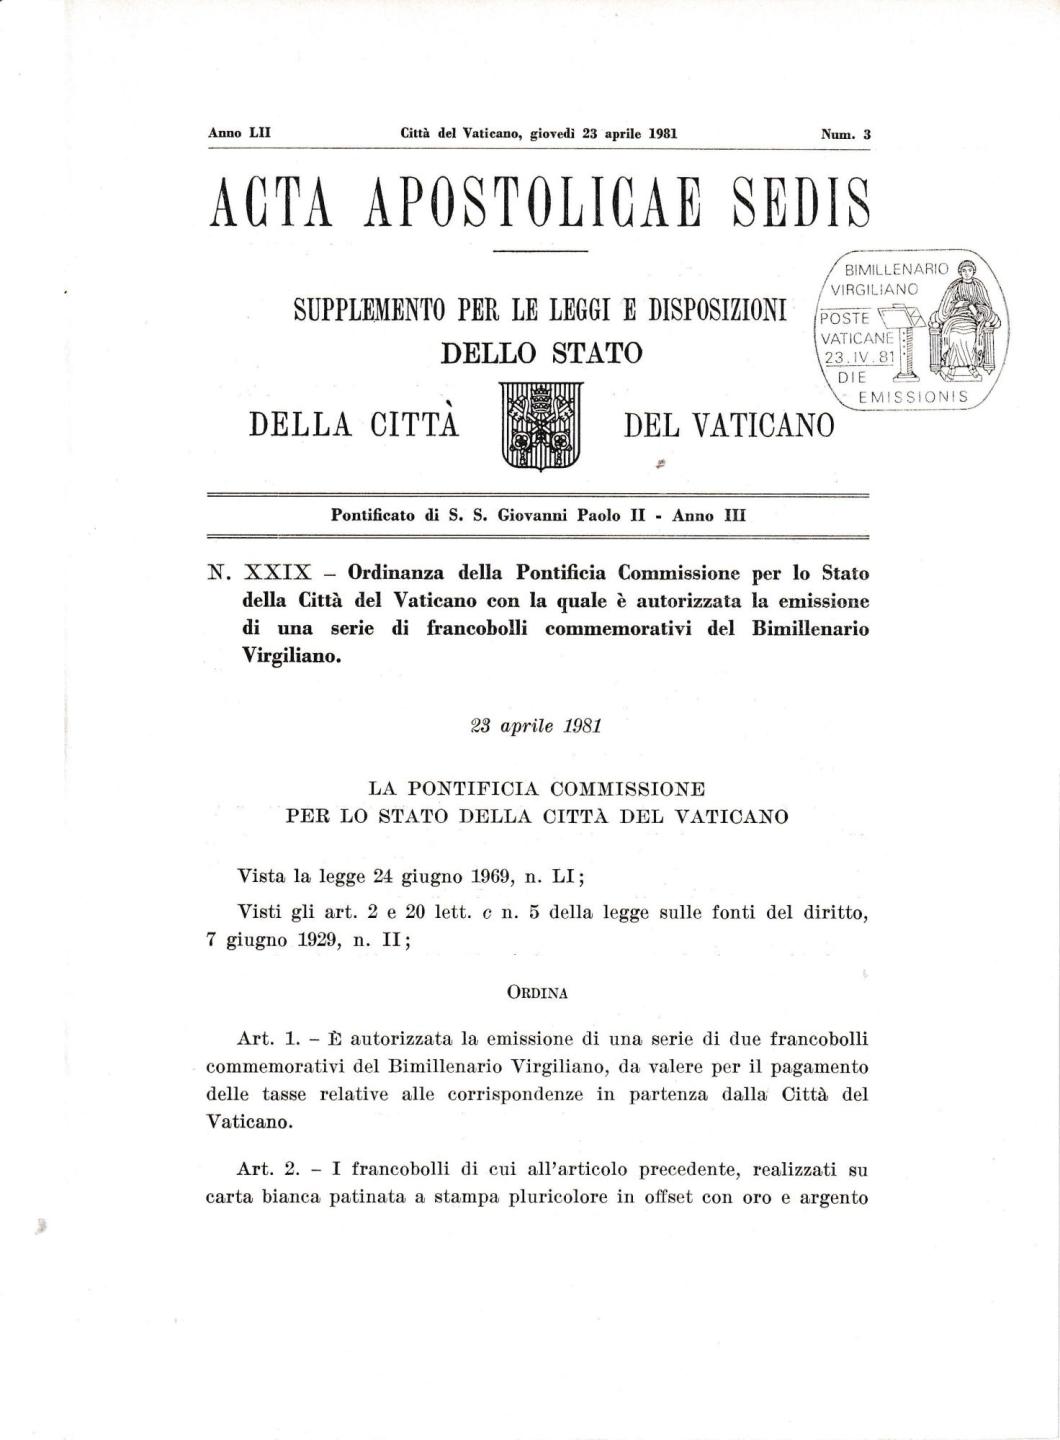 Anno LII Città del Vaticano, giovedì 23 aprile 1981 Num. 3
ACTA APOSTOLICAE SEDIS
BIMILLENARIO
VIRGILIANO
POSTE
VATICANE
23.IV.81
DIE
EMISSIONIS
SUPPLEMENTO PER LE LEGGI E DISPOSIZIONI
DELLO STATO
DELLA CITTÀ DEL VATICANO
Pontificato di S. S. Giovanni Paolo II - Anno III
N. XXIX – Ordinanza della Pontificia Commissione per lo Stato
della Città del Vaticano con la quale è autorizzata la emissione
di una serie di francobolli commemorativi del Bimillenario
Virgiliano.
23 aprile 1981
LA PONTIFICIA COMMISSIONE
PER LO STATO DELLA CITTÀ DEL VATICANO
Vista la legge 24 giugno 1969, n. LI;
Visti gli art. 2 e 20 lett. c n. 5 della legge sulle fonti del diritto,
7 giugno 1929, n. II;
ORDINA
Art. 1. – È autorizzata la emissione di una serie di due francobolli
commemorativi del Bimillenario Virgiliano, da valere per il pagamento
delle tasse relative alle corrispondenze in partenza dalla Città del
Vaticano.
Art. 2. – I francobolli di cui all'articolo precedente, realizzati su
carta bianca patinata a stampa pluricolore in offset con oro e argento